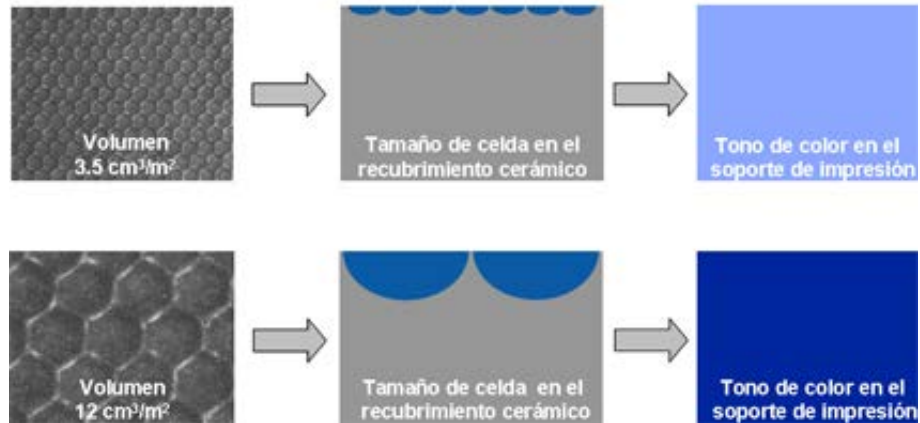 Volumen
3.5 cm³/m²
Tamaño de celda en el
recubrimiento cerámico
Tono de color en el
soporte de impresión
Volumen
12 cm³/m²
Tamaño de celda en el
recubrimiento cerámico
Tono de color en el
soporte de impresión